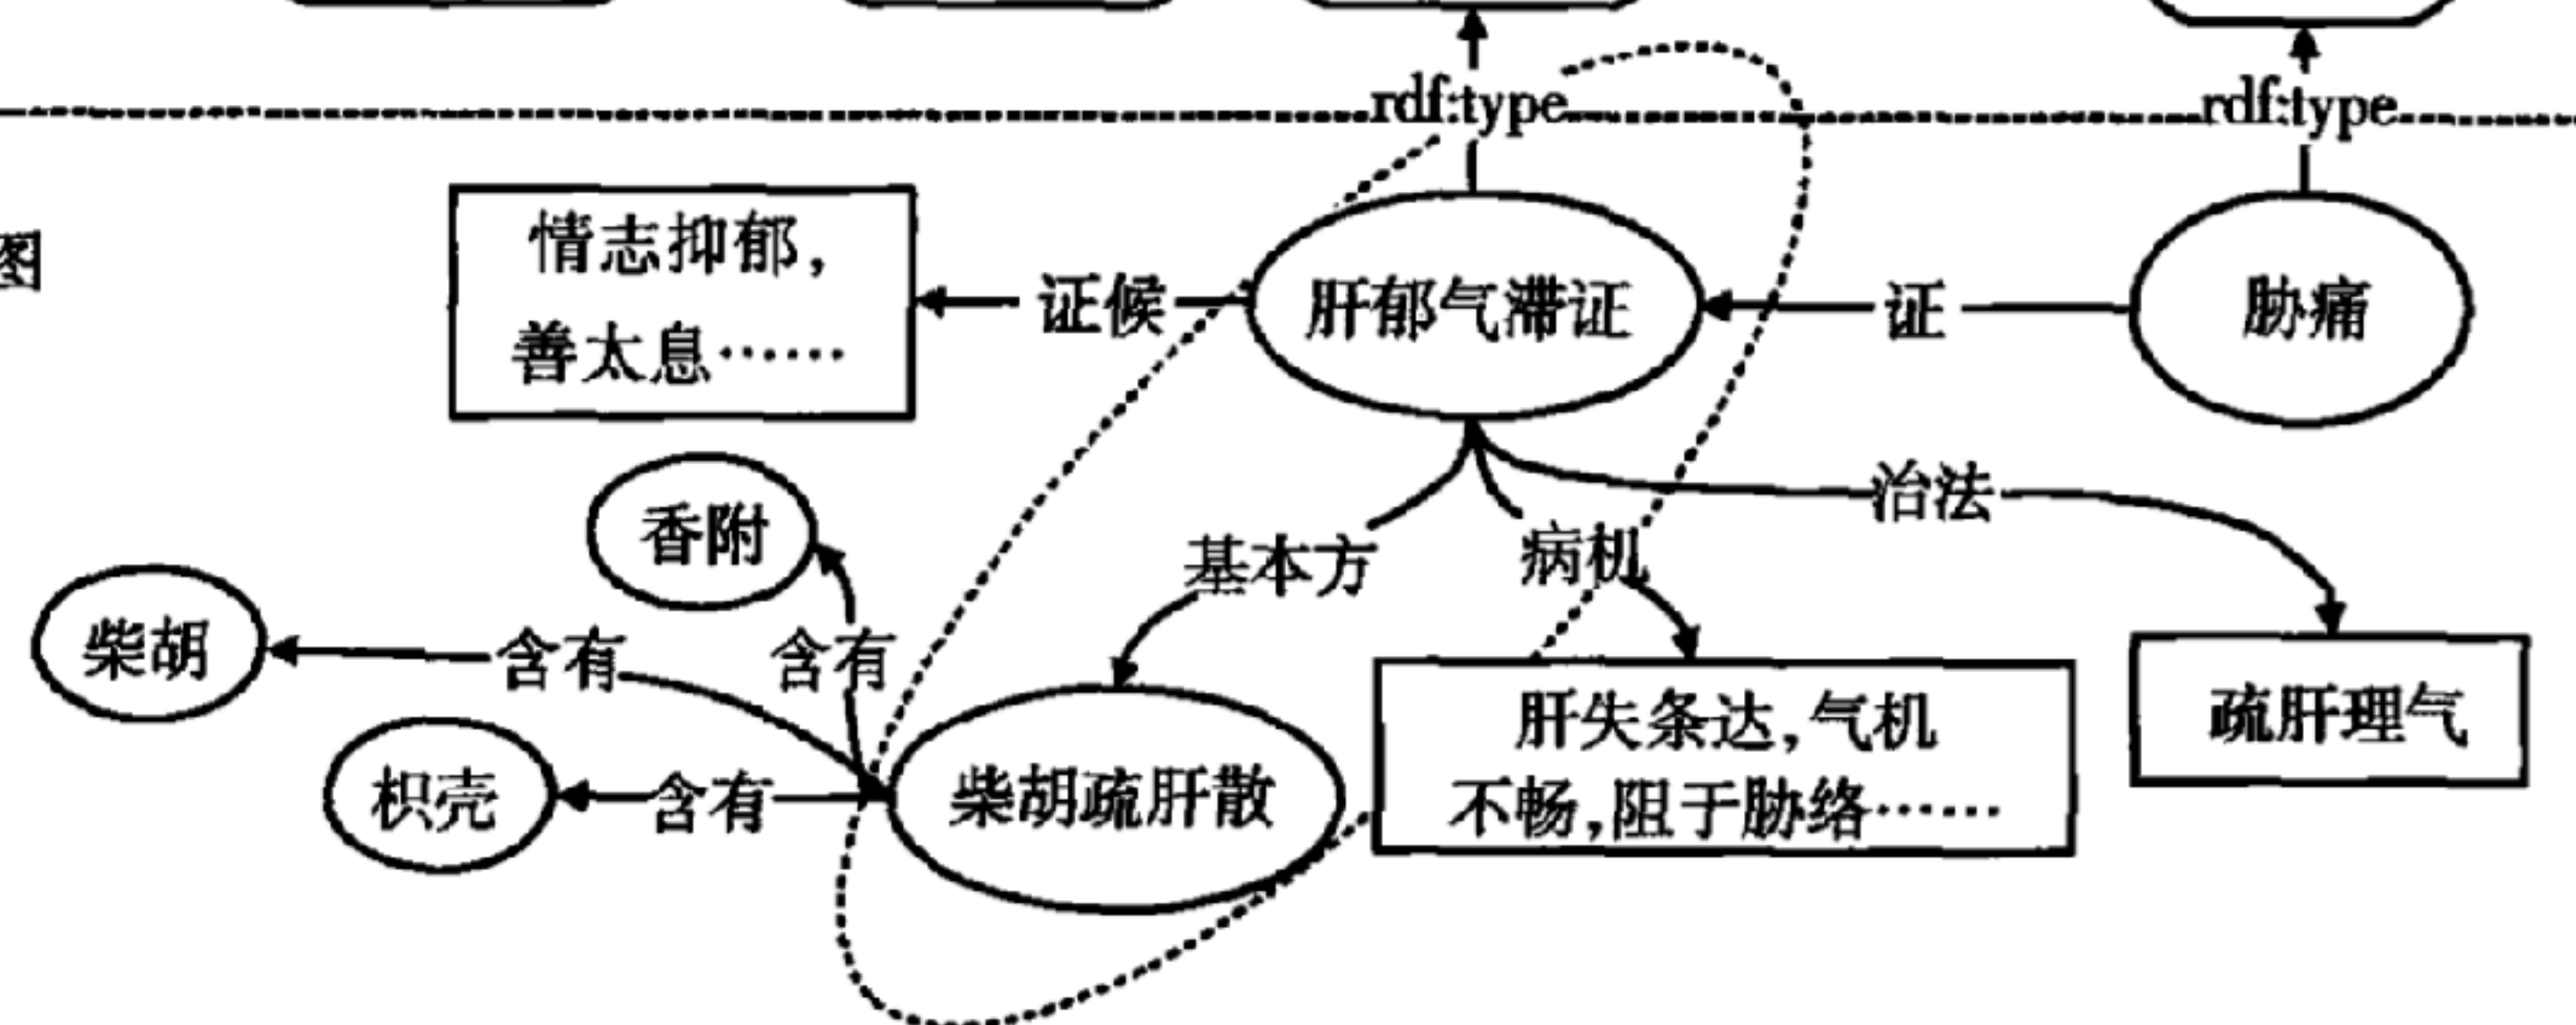 rdf:type
rdf:type
图
情志抑郁，
善太息……
证候
肝郁气滞证
证
胁痛
香附
治法
基本方
病机
柴胡
含有
含有
肝失条达，气机
不畅，阻于胁络……
疏肝理气
枳壳
含有
柴胡疏肝散